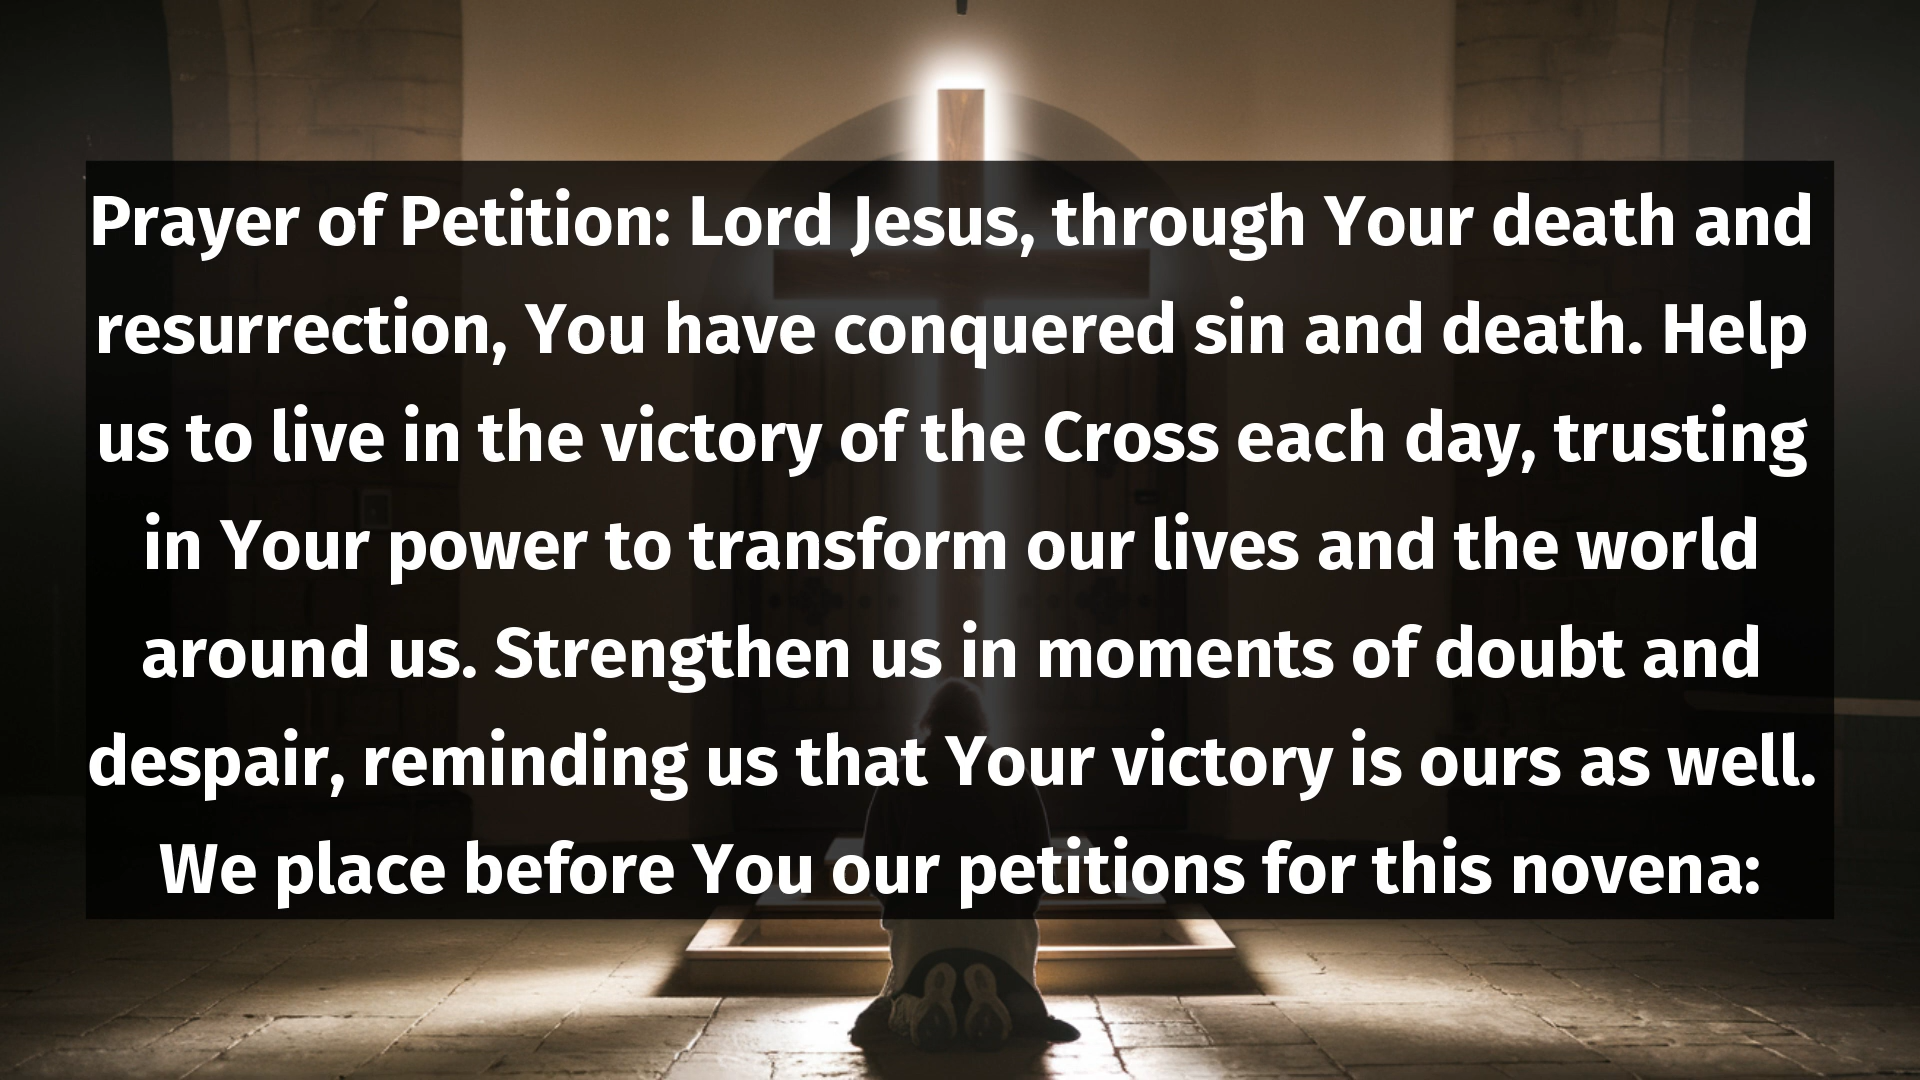 Prayer of Petition: Lord Jesus, through Your death and
resurrection, You have conquered sin and death. Help
us to live in the victory of the Cross each day, trusting
in Your power to transform our lives and the world
around us. Strengthen us in moments of doubt and
despair, reminding us that Your victory is ours as well.
We place before You our petitions for this novena: